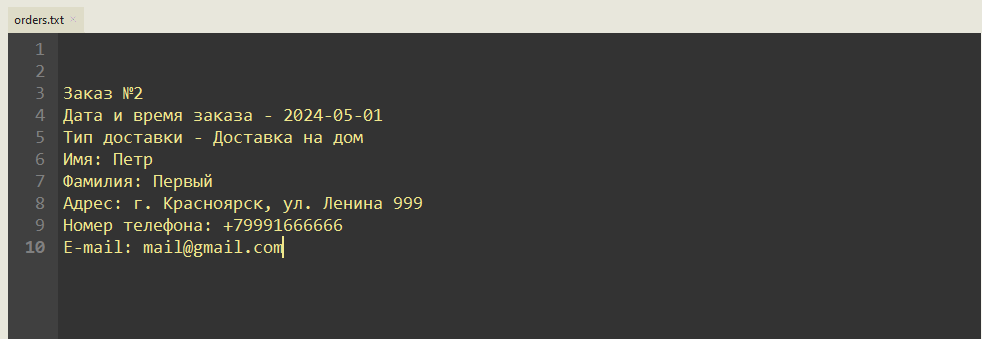 orders.txt ×
1
2
3 Заказ №2
4 Дата и время заказа - 2024-05-01
5 Тип доставки - Доставка на дом
6 Имя: Петр
7 Фамилия: Первый
8 Адрес: г. Красноярск, ул. Ленина 999
9 Номер телефона: +79991666666
10 E-mail: mail@gmail.com